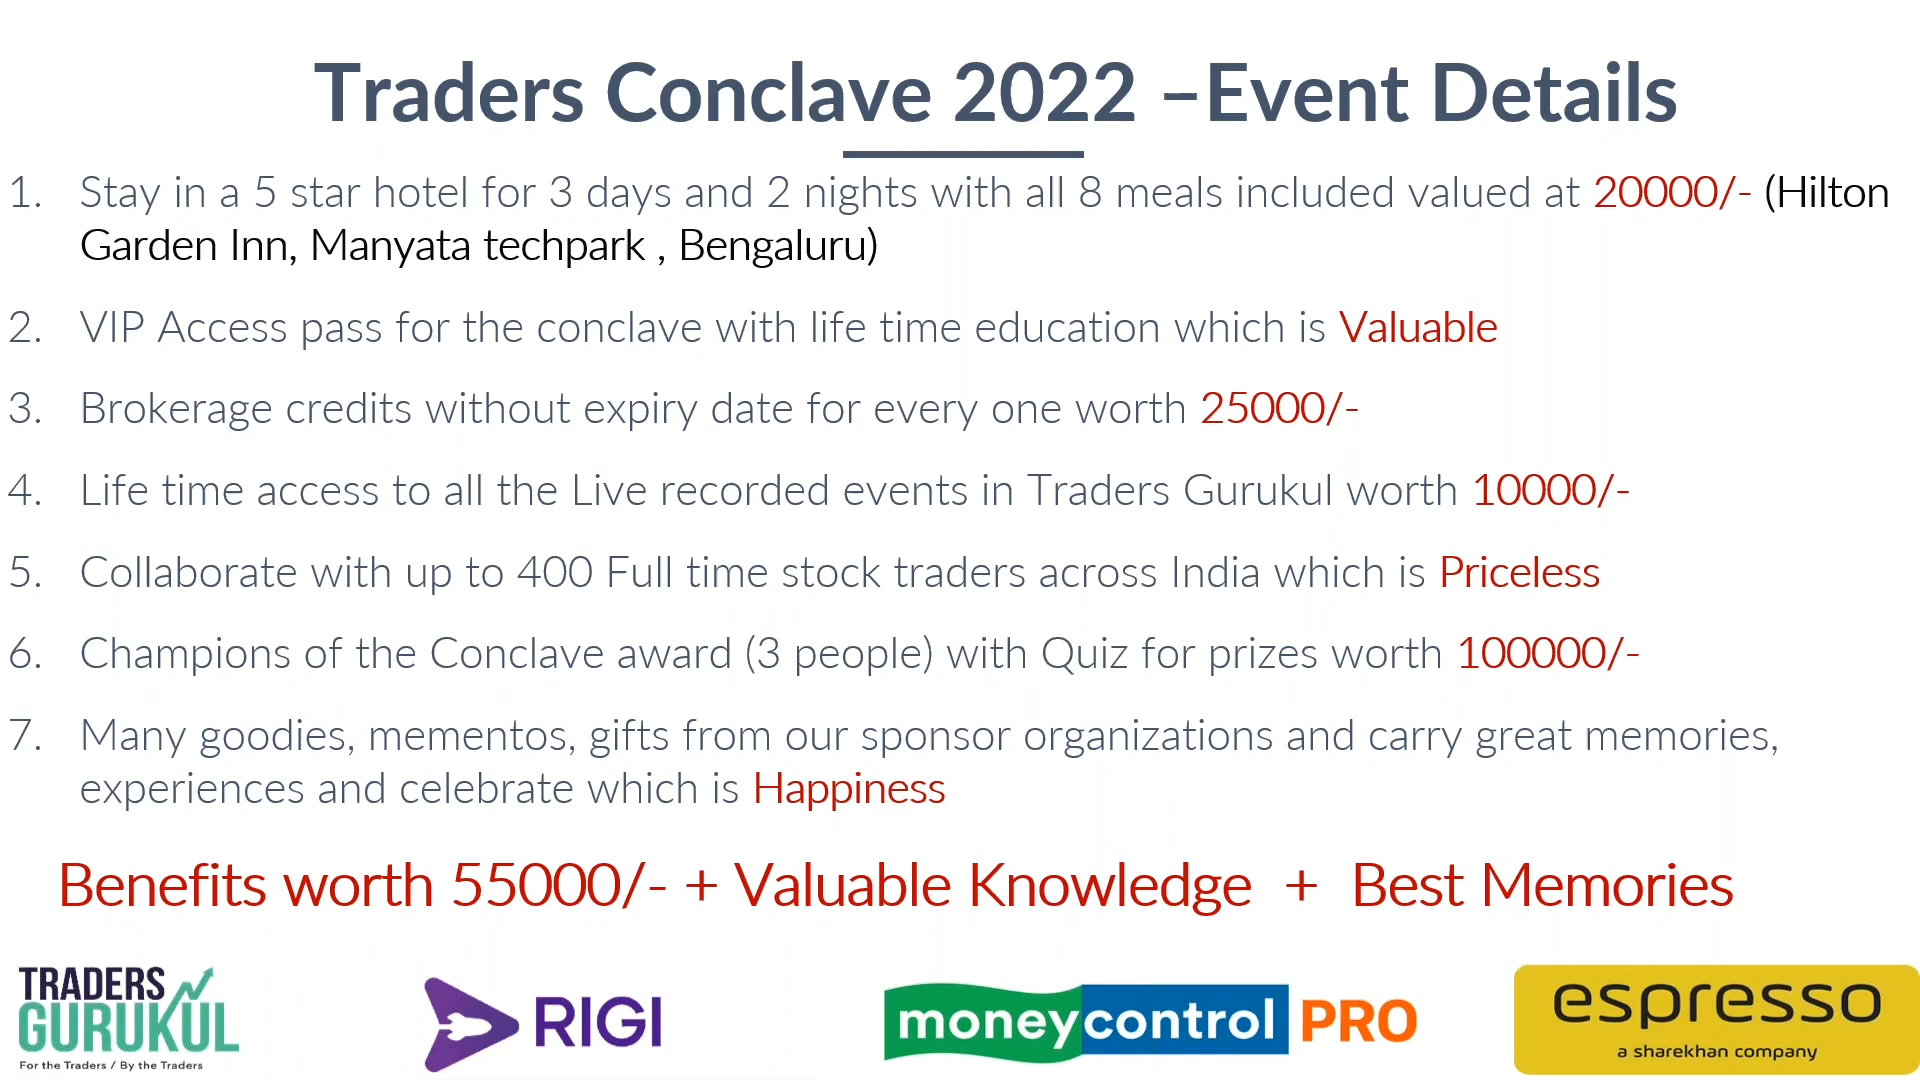 Traders Conclave 2022 –Event Details
1. Stay in a 5 star hotel for 3 days and 2 nights with all 8 meals included valued at 20000/- (Hilton
Garden Inn, Manyata techpark , Bengaluru)
2. VIP Access pass for the conclave with life time education which is Valuable
3. Brokerage credits without expiry date for every one worth 25000/-
4. Life time access to all the Live recorded events in Traders Gurukul worth 10000/-
5. Collaborate with up to 400 Full time stock traders across India which is Priceless
6. Champions of the Conclave award (3 people) with Quiz for prizes worth 100000/-
7. Many goodies, mementos, gifts from our sponsor organizations and carry great memories,
experiences and celebrate which is Happiness
Benefits worth 55000/- + Valuable Knowledge + Best Memories
TRADERS
GURUKUL
For the Traders / By the Traders
RIGI
moneycontrol PRO
espresso
a sharekhan company